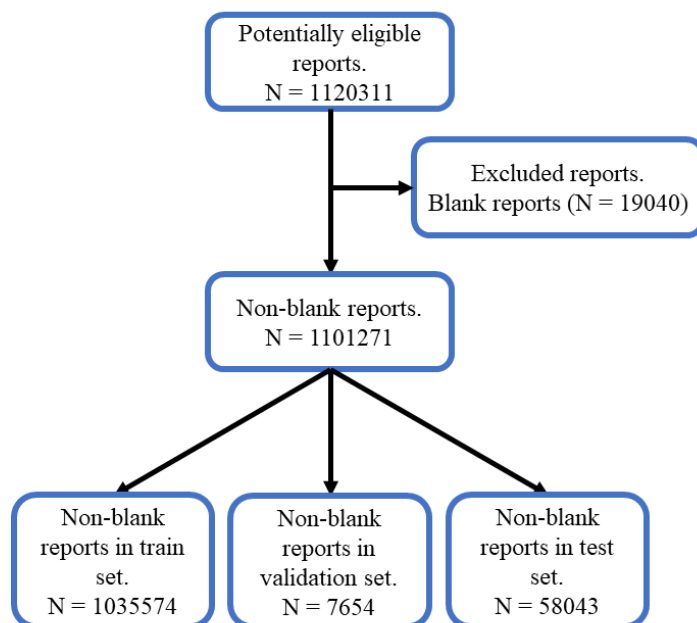 Potentially eligible
reports.
N = 1120311
Excluded reports.
Blank reports (N = 19040)
Non-blank reports.
N = 1101271
Non-blank
reports in train
set.
N = 1035574
Non-blank
reports in
validation set.
N = 7654
Non-blank
reports in test
set.
N = 58043